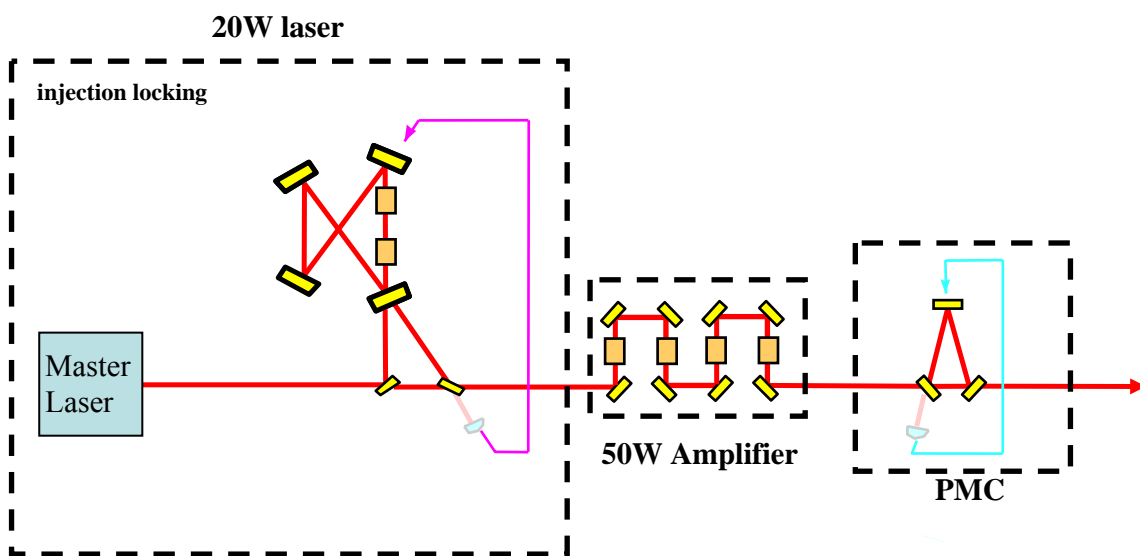 20W laser
injection locking
Master
Laser
50W Amplifier
PMC